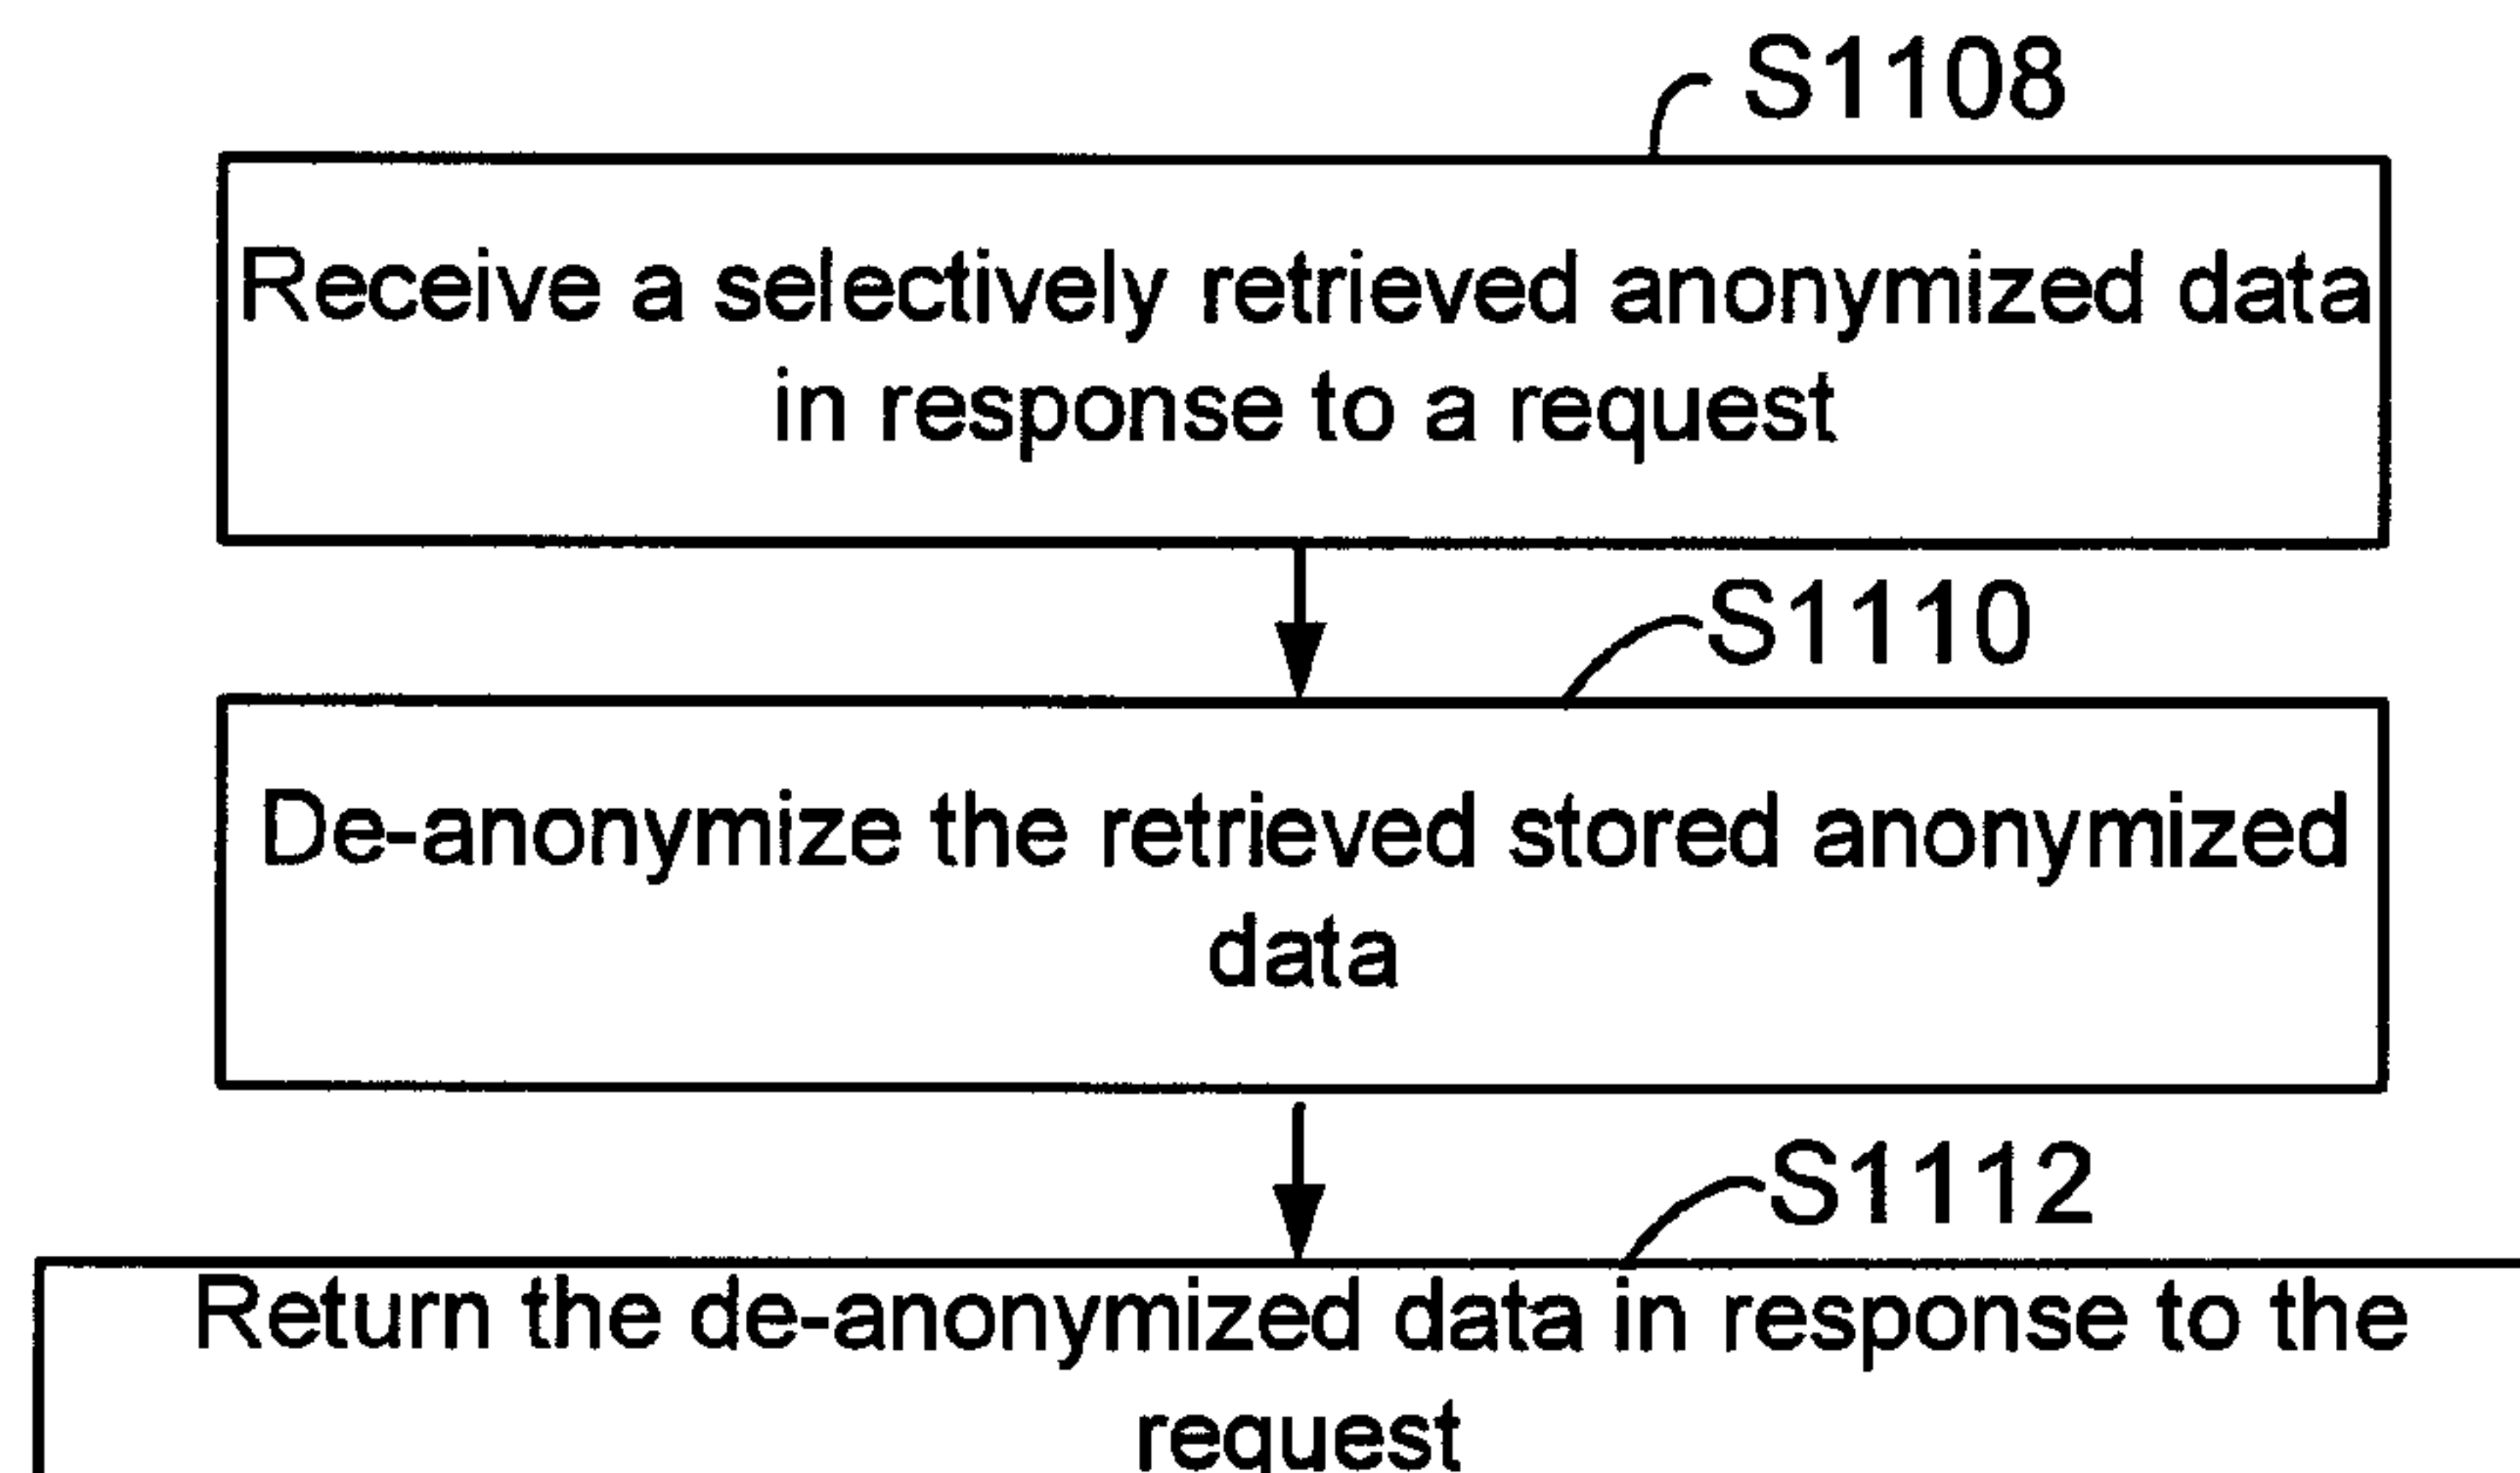 S1108
Receive a selectively retrieved anonymized data
in response to a request
S1110
De-anonymize the retrieved stored anonymized
data
S1112
Return the de-anonymized data in response to the
request